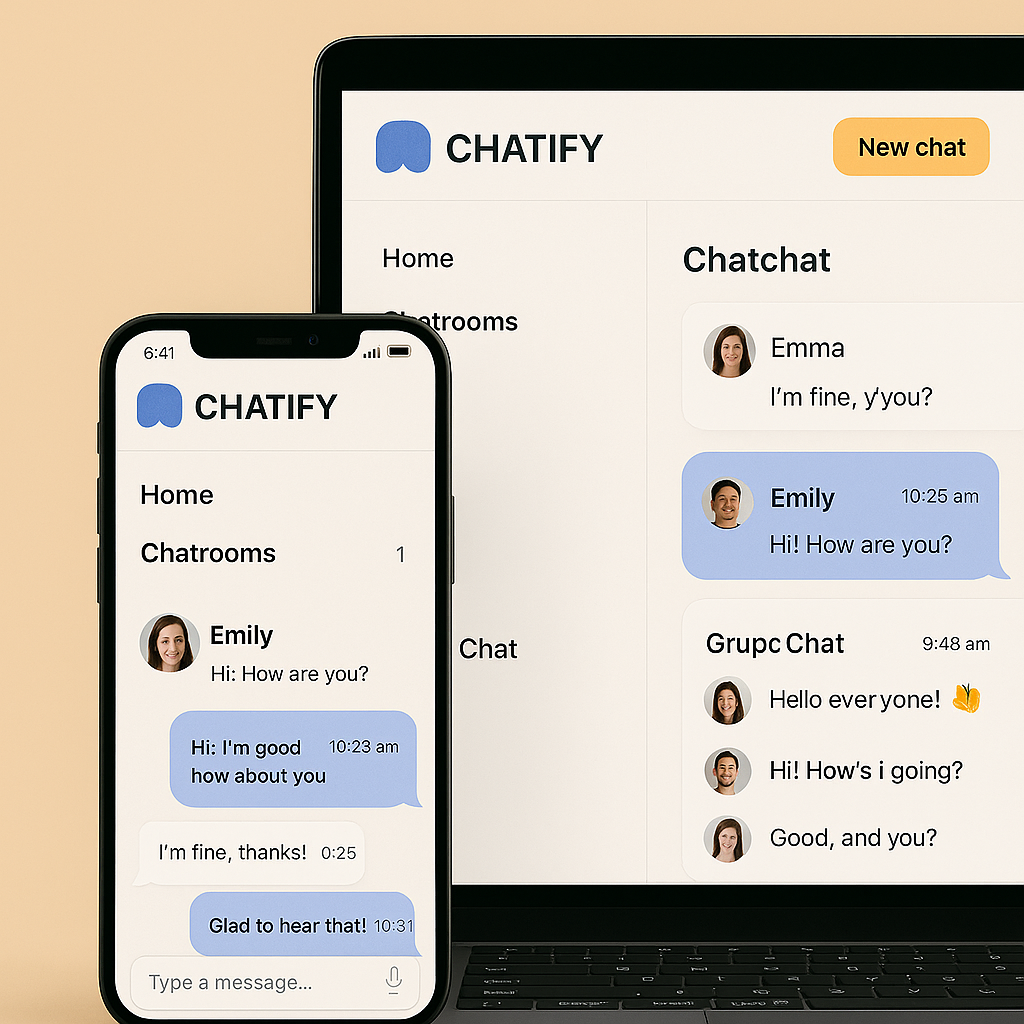 CHATIFY
New chat
Home
Chatrooms
Chat
Chatchat
Emma
I'm fine, y'you?
Emily 10:25 am
Hi! How are you?
Grupc Chat 9:48 am
Hello everyone!
Hi! How's i going?
Good, and you?
6:41
CHATIFY
Home
Chatrooms 1
Emily
Hi: How are you?
Hi: I'm good 10:23 am
how about you
I'm fine, thanks! 0:25
Glad to hear that! 10:31
Type a message...